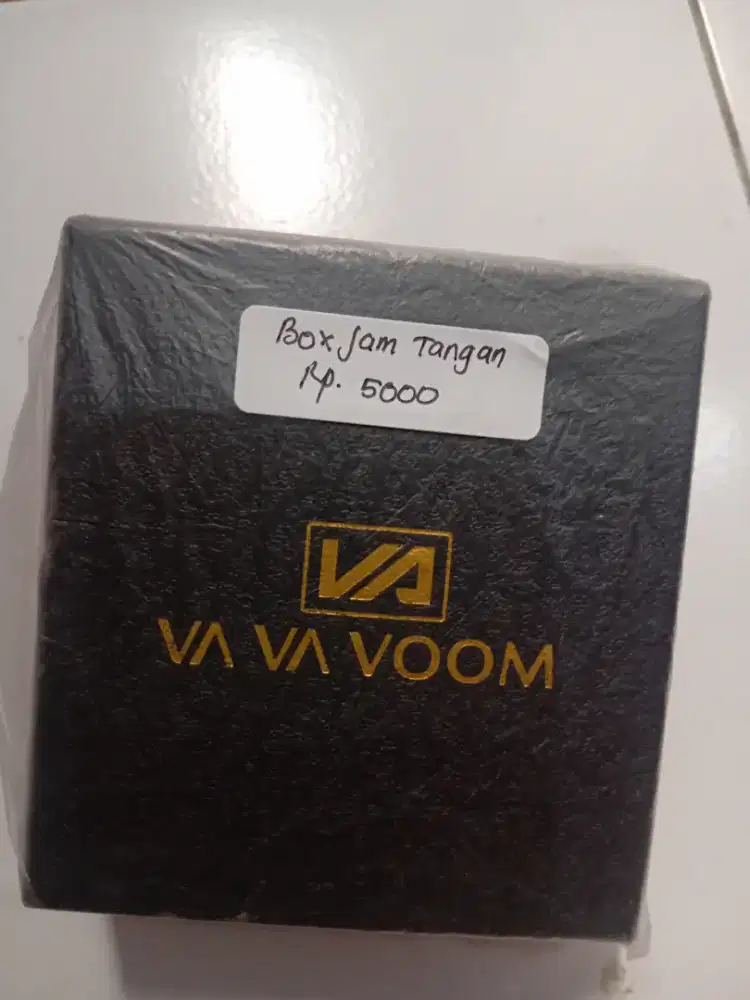 Box Jam Tangan
Rp. 5000
VA
VA VA VOOM